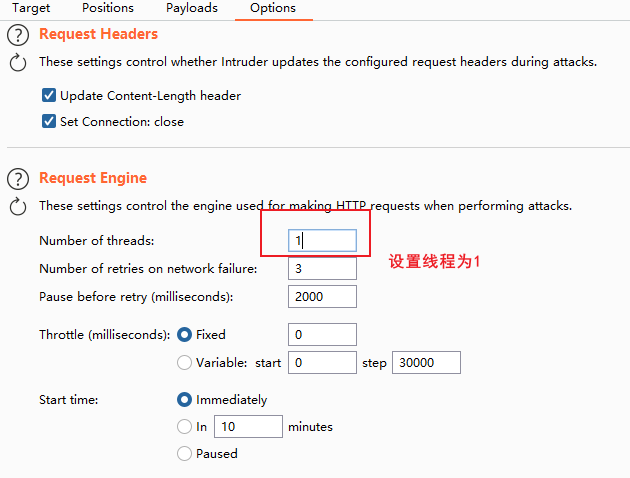 Target Positions Payloads Options
Request Headers
These settings control whether Intruder updates the configured request headers during attacks.
Update Content-Length header
Set Connection: close
Request Engine
These settings control the engine used for making HTTP requests when performing attacks.
Number of threads: 1
设置线程为1
Number of retries on network failure: 3
Pause before retry (milliseconds): 2000
Throttle (milliseconds): Fixed 0
Variable: start 0 step 30000
Start time: Immediately
In 10 minutes
Paused